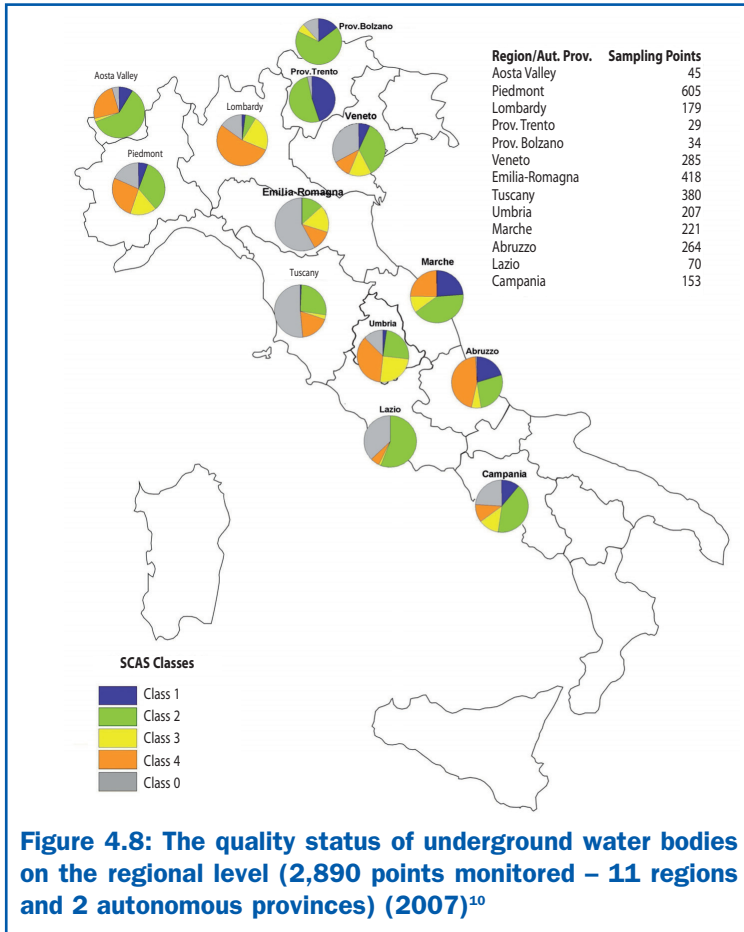 Prov.Bolzano
Aosta Valley
Prov.Trento
Lombardy
Veneto
Piedmont
Emilia-Romagna
Tuscany
Marche
Umbria
Abruzzo
Lazio
Campania
Region/Aut. Prov. Sampling Points
Aosta Valley 45
Piedmont 605
Lombardy 179
Prov. Trento 29
Prov. Bolzano 34
Veneto 285
Emilia-Romagna 418
Tuscany 380
Umbria 207
Marche 221
Abruzzo 264
Lazio 70
Campania 153
SCAS Classes
Class 1
Class 2
Class 3
Class 4
Class 0
Figure 4.8: The quality status of underground water bodies
on the regional level (2,890 points monitored – 11 regions
and 2 autonomous provinces) (2007)¹⁰